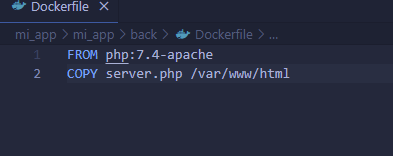 Dockerfile ×
mi_app > mi_app > back > Dockerfile > ...
1 FROM php:7.4-apache
2 COPY server.php /var/www/html